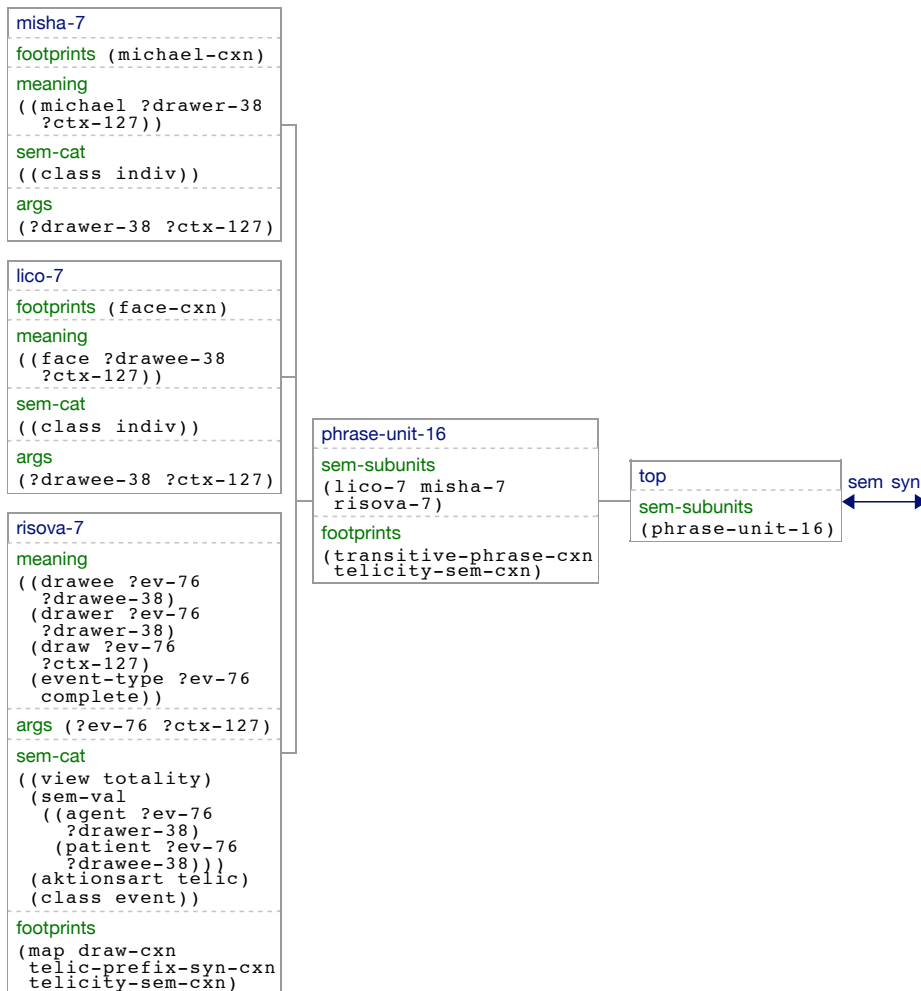 misha-7
footprints (michael-cxn)
meaning
((michael ?drawer-38
?ctx-127))
sem-cat
((class indiv))
args
(?drawer-38 ?ctx-127)
lico-7
footprints (face-cxn)
meaning
((face ?drawee-38
?ctx-127))
sem-cat
((class indiv))
args
(?drawee-38 ?ctx-127)
risova-7
meaning
((drawee ?ev-76
?drawee-38)
(drawer ?ev-76
?drawer-38)
(draw ?ev-76
?ctx-127)
(event-type ?ev-76
complete))
args (?ev-76 ?ctx-127)
sem-cat
((view totality)
(sem-val
((agent ?ev-76
?drawer-38)
(patient ?ev-76
?drawee-38)))
(aktionsart telic)
(class event))
footprints
(map draw-cxn
telic-prefix-syn-cxn
telicity-sem-cxn)
phrase-unit-16
sem-subunits
(lico-7 misha-7
risova-7)
footprints
(transitive-phrase-cxn
telicity-sem-cxn)
top
sem-subunits
(phrase-unit-16)
sem syn